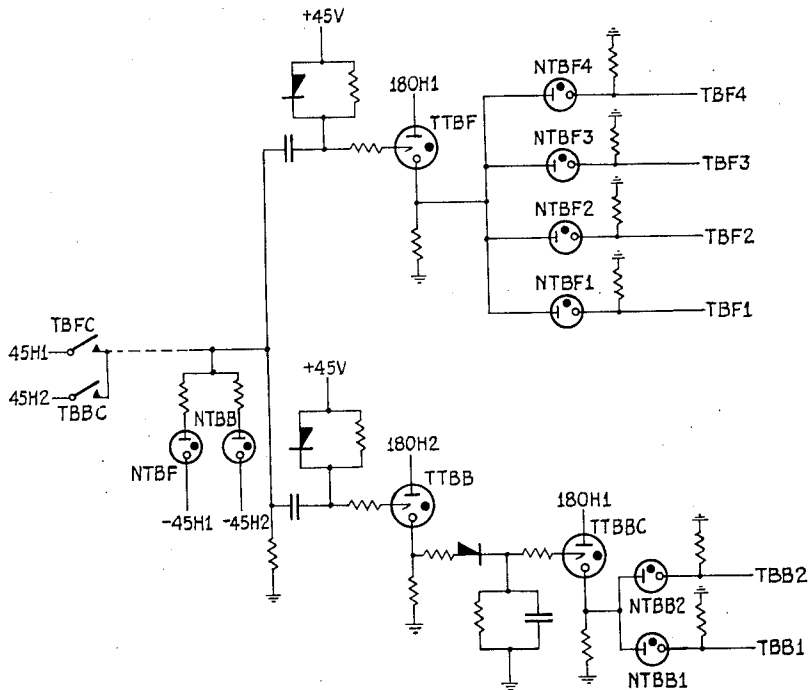 +45V
180H1
TTBF
NTBF4
TBF4
NTBF3
TBF3
NTBF2
TBF2
NTBF1
TBF1
TBFC
45H1
45H2
TBBC
NTBF
NTBB
-45H1
-45H2
+45V
180H2
TTBB
180H1
TTBBC
NTBB2
TBB2
NTBB1
TBB1